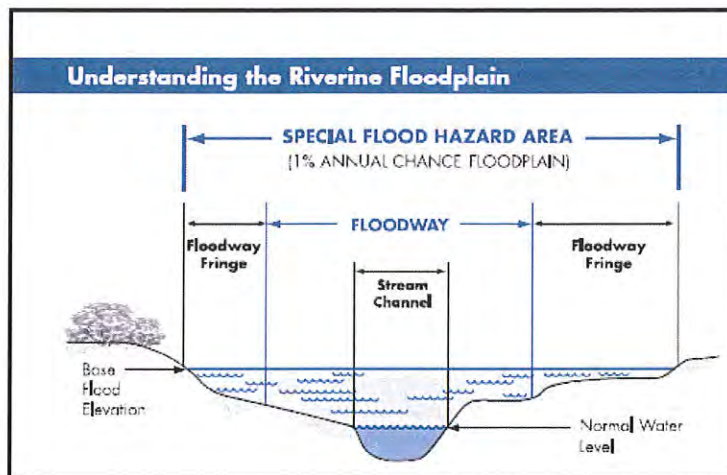 Understanding the Riverine Floodplain
SPECIAL FLOOD HAZARD AREA
(1% ANNUAL CHANCE FLOODPLAIN)
Floodway
Fringe
FLOODWAY
Floodway
Fringe
Stream
Channel
Base
Flood
Elevation
Normal Water
Level